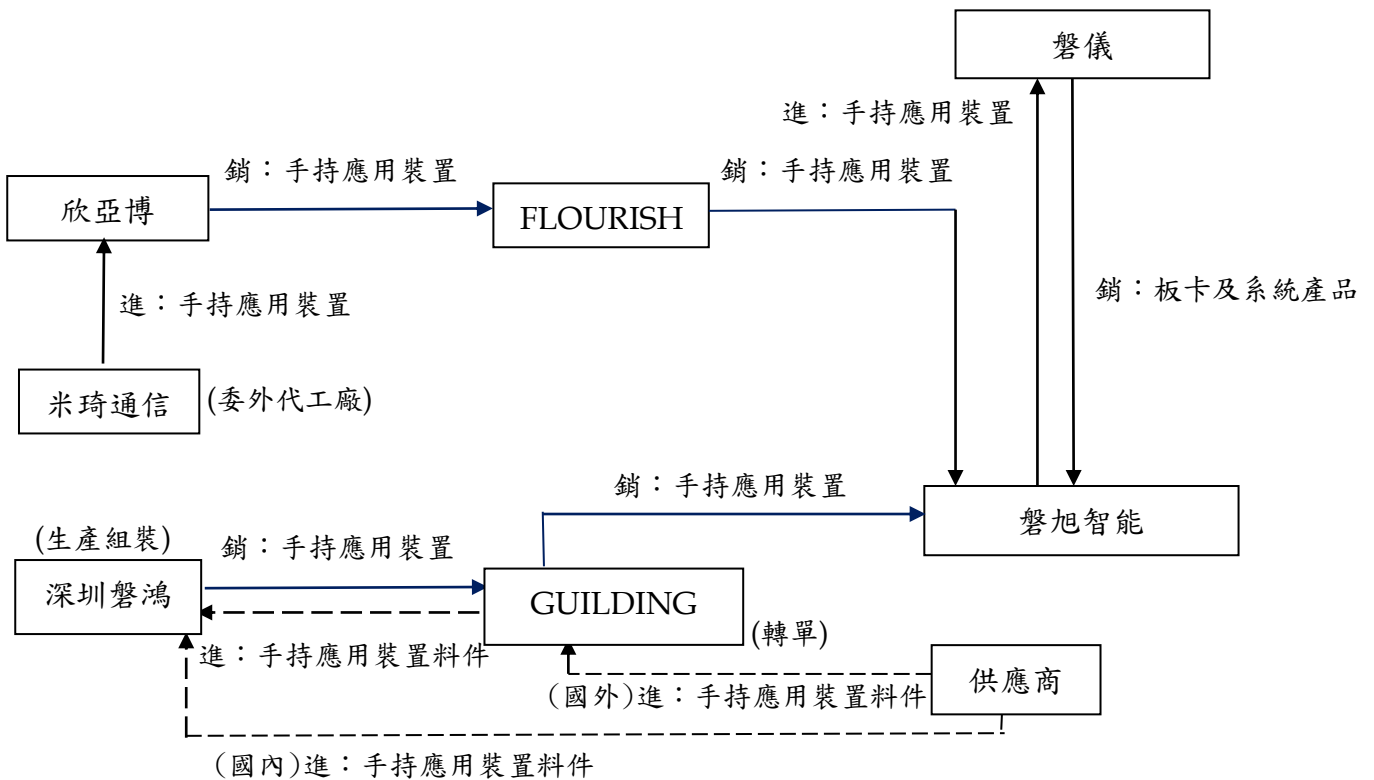 磐儀
進：手持應用裝置
銷：手持應用裝置
銷：手持應用裝置
欣亞博
FLOURISH
進：手持應用裝置
銷：板卡及系統產品
米琦通信
(委外代工廠)
銷：手持應用裝置
磐旭智能
(生產組裝)
銷：手持應用裝置
深圳磐鴻
GUILDING
(轉單)
進：手持應用裝置料件
供應商
(國外)進：手持應用裝置料件
(國內)進：手持應用裝置料件